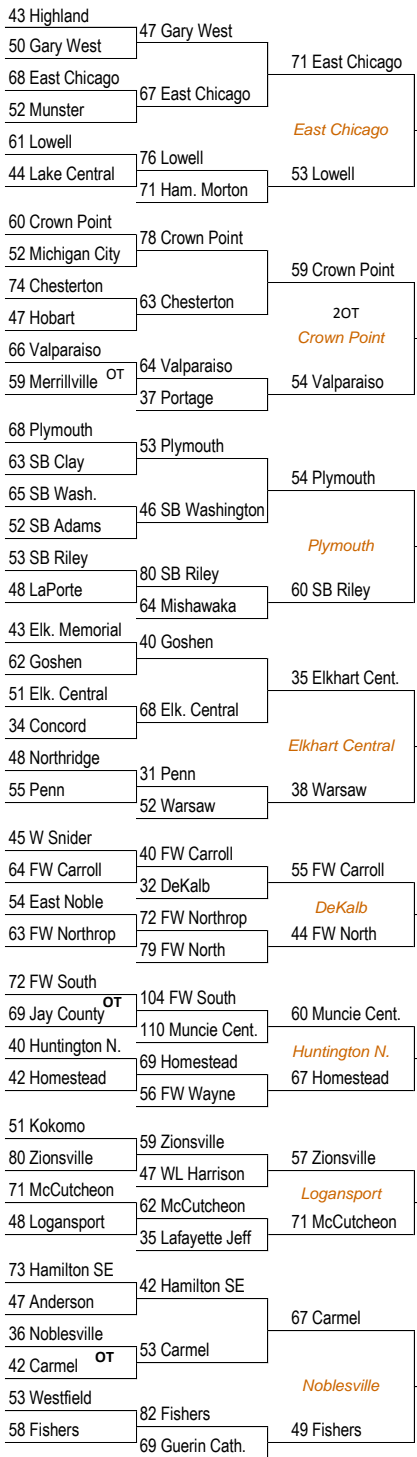 43 Highland
47 Gary West
50 Gary West
71 East Chicago
68 East Chicago
67 East Chicago
52 Munster
East Chicago
61 Lowell
76 Lowell
44 Lake Central
53 Lowell
71 Ham. Morton
60 Crown Point
78 Crown Point
52 Michigan City
59 Crown Point
74 Chesterton
63 Chesterton
47 Hobart
2OT
Crown Point
66 Valparaiso
64 Valparaiso
59 Merrillville OT
54 Valparaiso
37 Portage
68 Plymouth
53 Plymouth
63 SB Clay
54 Plymouth
65 SB Wash.
46 SB Washington
52 SB Adams
Plymouth
53 SB Riley
80 SB Riley
48 LaPorte
60 SB Riley
64 Mishawaka
43 Elk. Memorial
40 Goshen
62 Goshen
35 Elkhart Cent.
51 Elk. Central
68 Elk. Central
34 Concord
Elkhart Central
48 Northridge
31 Penn
55 Penn
38 Warsaw
52 Warsaw
45 W Snider
40 FW Carroll
64 FW Carroll
55 FW Carroll
32 DeKalb
54 East Noble
DeKalb
72 FW Northrop
63 FW Northrop
44 FW North
79 FW North
72 FW South
104 FW South
69 Jay County OT
60 Muncie Cent.
110 Muncie Cent.
40 Huntington N.
Huntington N.
69 Homestead
42 Homestead
67 Homestead
56 FW Wayne
51 Kokomo
59 Zionsville
80 Zionsville
57 Zionsville
47 WL Harrison
71 McCutcheon
Logansport
62 McCutcheon
48 Logansport
71 McCutcheon
35 Lafayette Jeff
73 Hamilton SE
42 Hamilton SE
47 Anderson
67 Carmel
36 Noblesville
53 Carmel
42 Carmel OT
Noblesville
53 Westfield
82 Fishers
58 Fishers
49 Fishers
69 Guerin Cath.